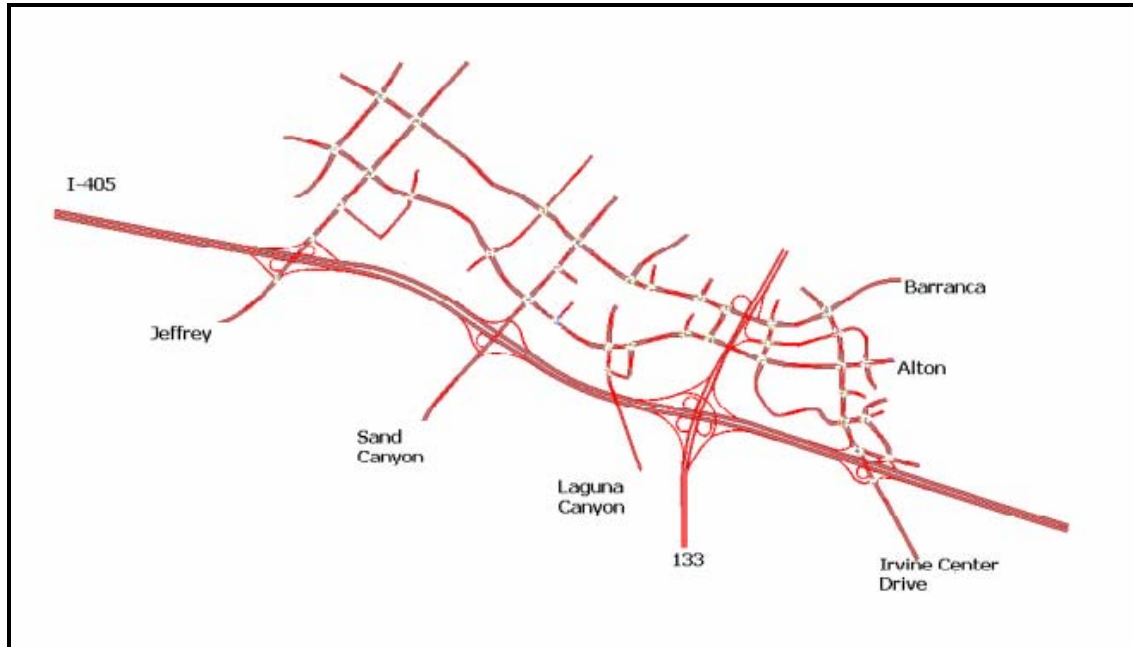 I-405
Barranca
Jeffrey
Alton
Sand
Canyon
Laguna
Canyon
133
Irvine Center
Drive